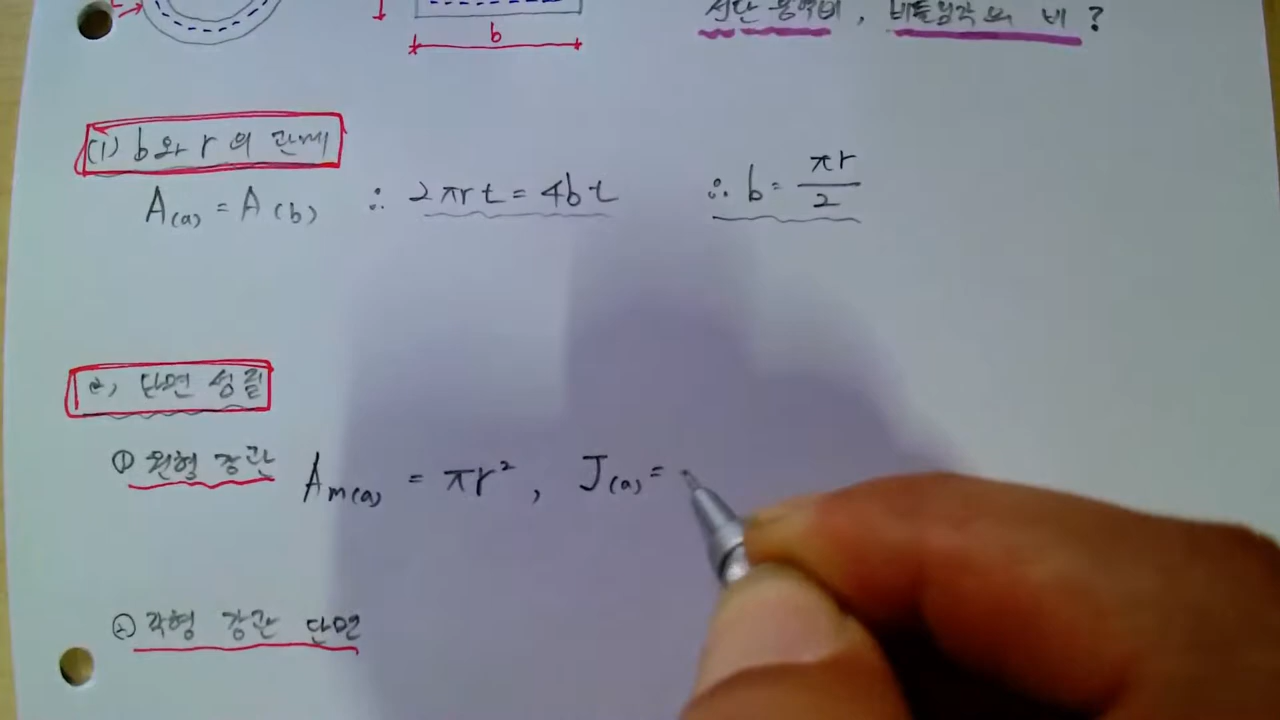 b
전단 응력비, 비틀림각의 비?
(1) b와 r의 관계
A(a) = A(b) ∴ 2πrt = 4bt ∴ b = πr/2
(2) 단면 성질
① 원형 강관 Am(a) = πr², J(a) =
② 각형 강관 단면